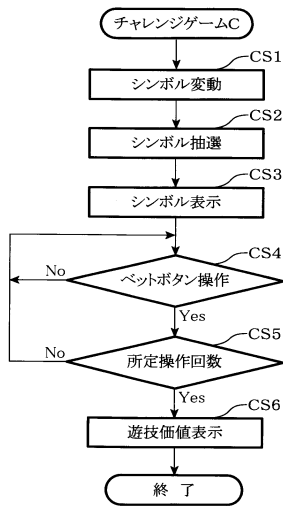 チャレンジゲームC
CS1
シンボル変動
CS2
シンボル抽選
CS3
シンボル表示
CS4
No
ベットボタン操作
Yes
CS5
No
所定操作回数
Yes
CS6
遊技価値表示
終 了